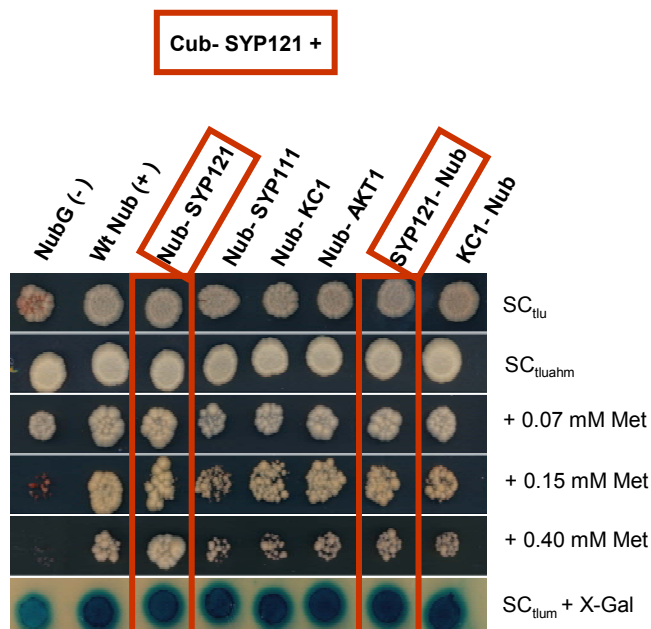 Cub- SYP121 +
NubG (-)
Wt Nub (+)
Nub- SYP121
Nub- SYP111
Nub- KC1
Nub- AKT1
SYP121- Nub
KC1- Nub
SCtlu
SCtluahm
+ 0.07 mM Met
+ 0.15 mM Met
+ 0.40 mM Met
SCtlum + X-Gal